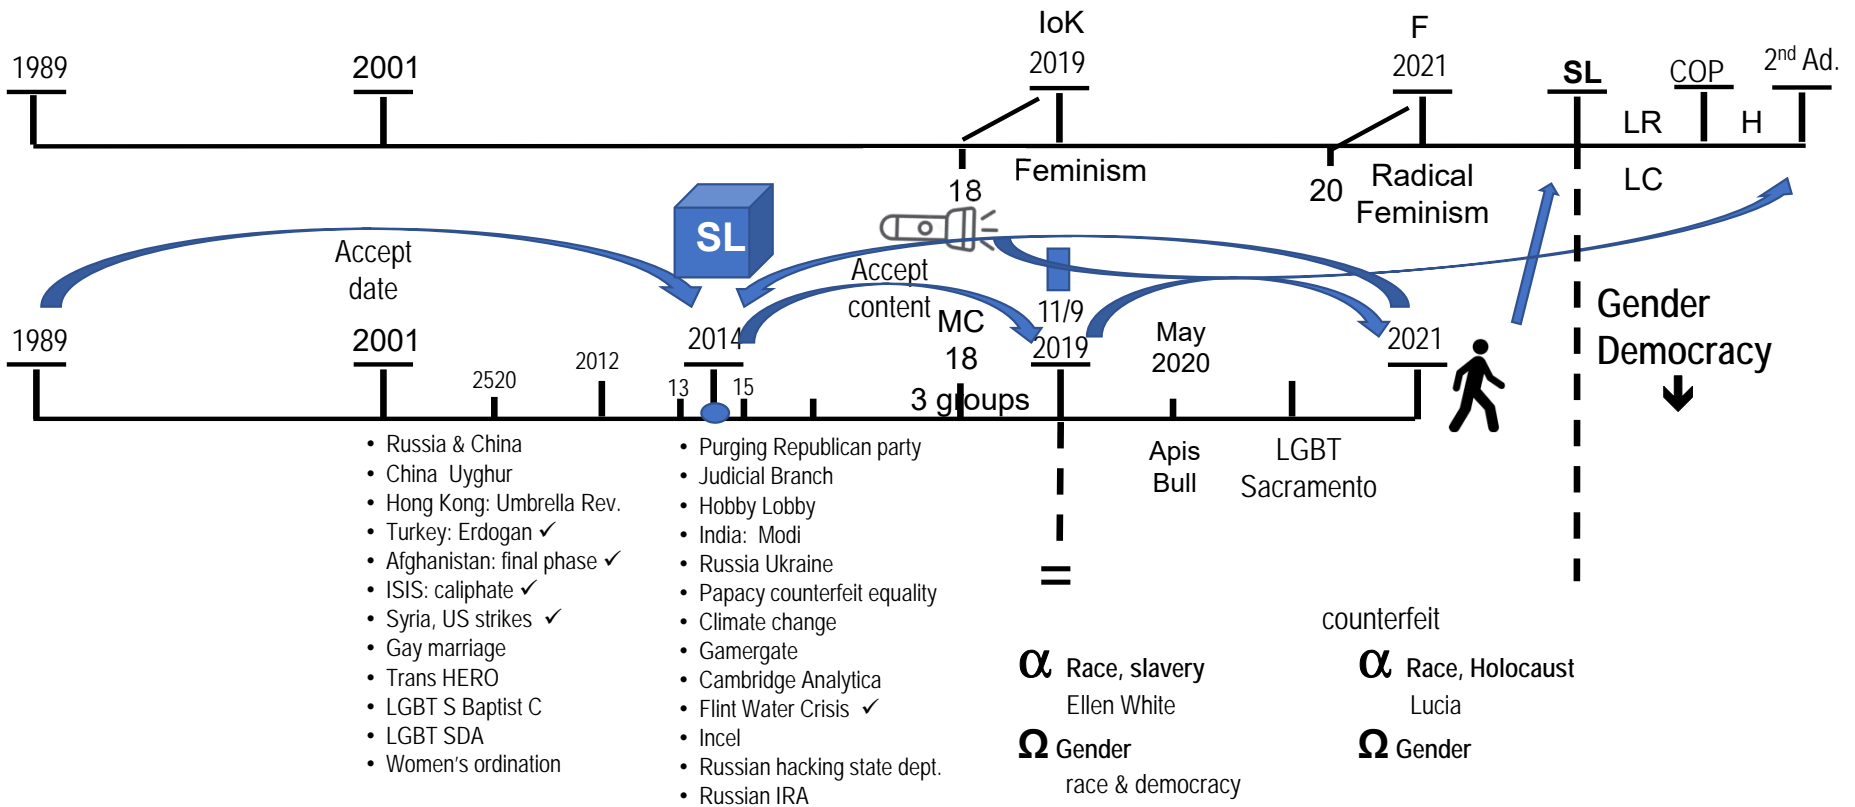 IoK
F
1989
2001
2019
2021
SL
COP
2nd Ad.
LR
H
18
Feminism
20
Radical
Feminism
LC
SL
Accept
date
Accept
content
MC
18
3 groups
11/9
1989
2001
2520
2012
13
2014
15
2019
May
2020
2021
Gender
Democracy
• Russia & China
• China Uyghur
• Hong Kong: Umbrella Rev.
• Turkey: Erdogan ✓
• Afghanistan: final phase ✓
• ISIS: caliphate ✓
• Syria, US strikes ✓
• Gay marriage
• Trans HERO
• LGBT S Baptist C
• LGBT SDA
• Women's ordination
• Purging Republican party
• Judicial Branch
• Hobby Lobby
• India: Modi
• Russia Ukraine
• Papacy counterfeit equality
• Climate change
• Gamergate
• Cambridge Analytica
• Flint Water Crisis ✓
• Incel
• Russian hacking state dept.
• Russian IRA
Apis
Bull
LGBT
Sacramento
=
α Race, slavery
Ellen White
Ω Gender
race & democracy
counterfeit
α Race, Holocaust
Lucia
Ω Gender